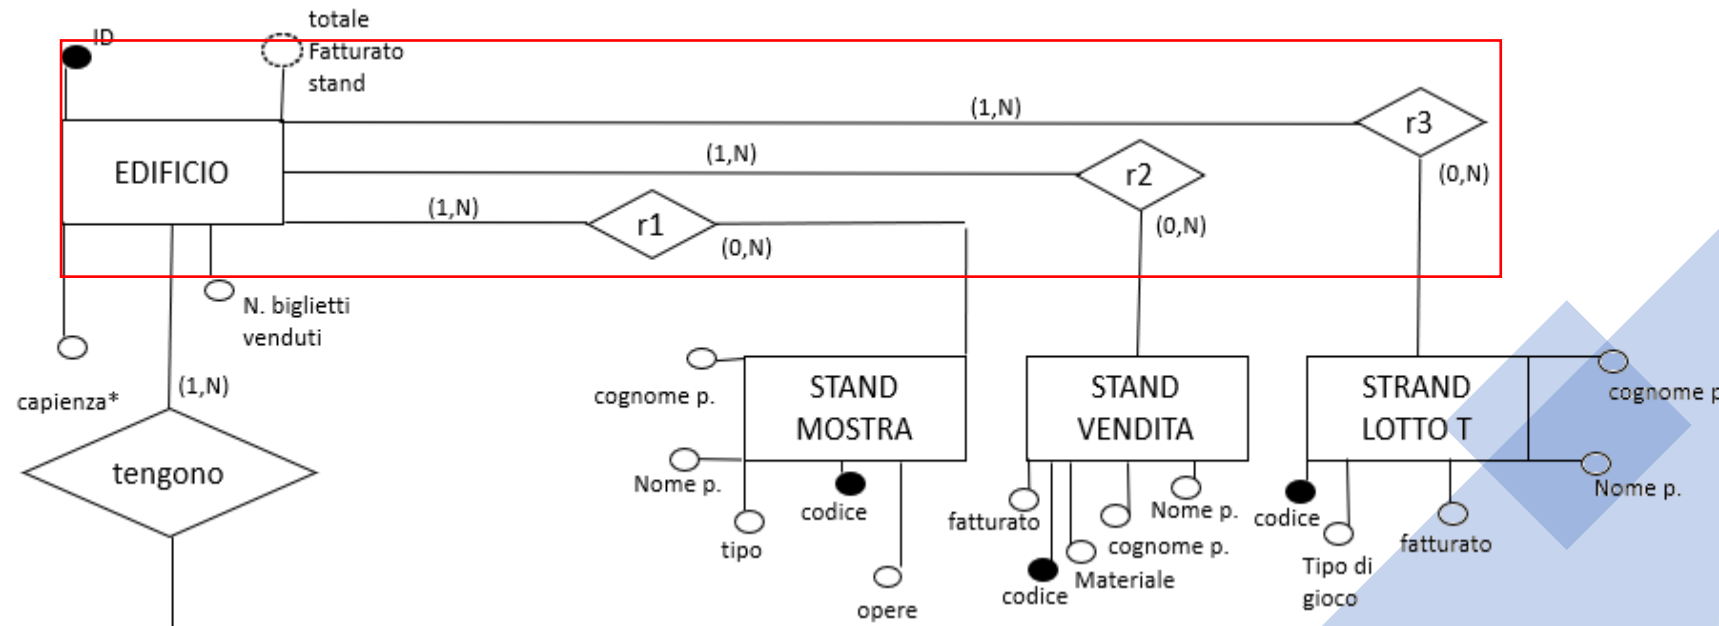 ID
totale
Fatturato
stand
(1,N)
r3
EDIFICIO
(1,N)
r2
(0,N)
(1,N)
r1
(0,N)
(0,N)
N. biglietti
venduti
capienza*
(1,N)
tengono
cognome p.
STAND
MOSTRA
Nome p.
tipo
codice
opere
STAND
VENDITA
fatturato
codice
Materiale
cognome p.
Nome p.
STRAND
LOTTO T
cognome p
Nome p.
codice
Tipo di
gioco
fatturato